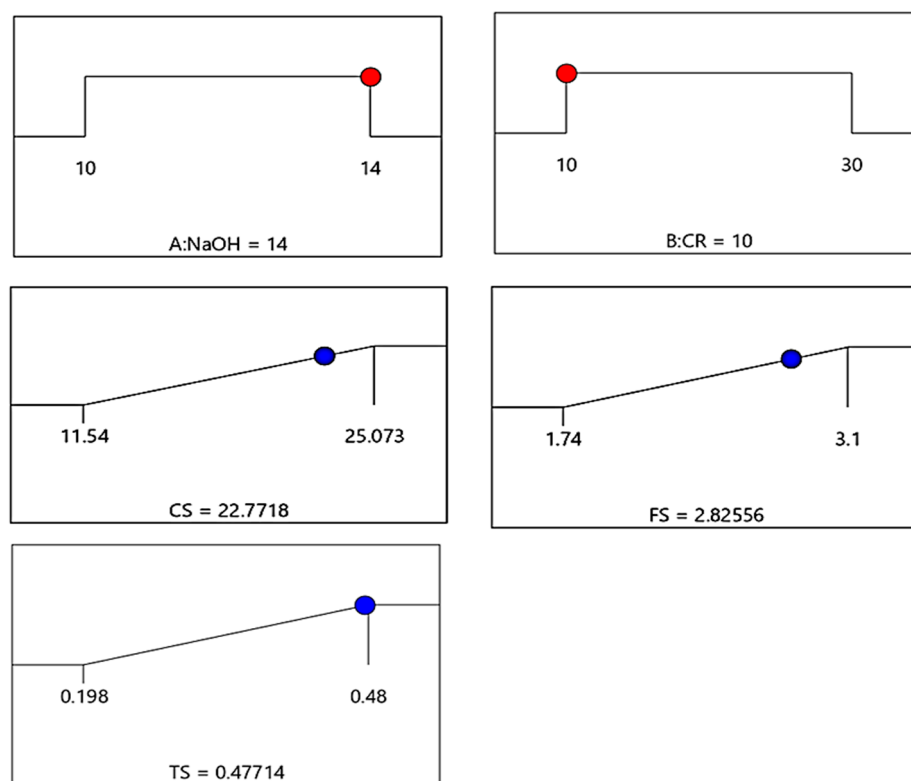 10 14
A:NaOH = 14
10 30
B:CR = 10
11.54 25.073
CS = 22.7718
1.74 3.1
FS = 2.82556
0.198 0.48
TS = 0.47714